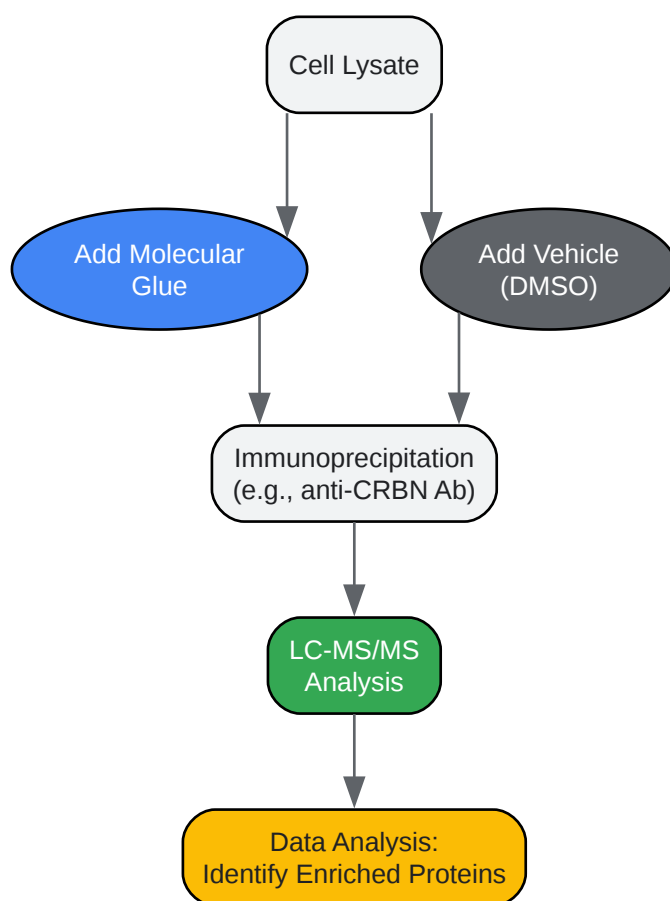 Cell Lysate
Add Molecular
Glue
Add Vehicle
(DMSO)
Immunoprecipitation
(e.g., anti-CRBN Ab)
LC-MS/MS
Analysis
Data Analysis:
Identify Enriched Proteins